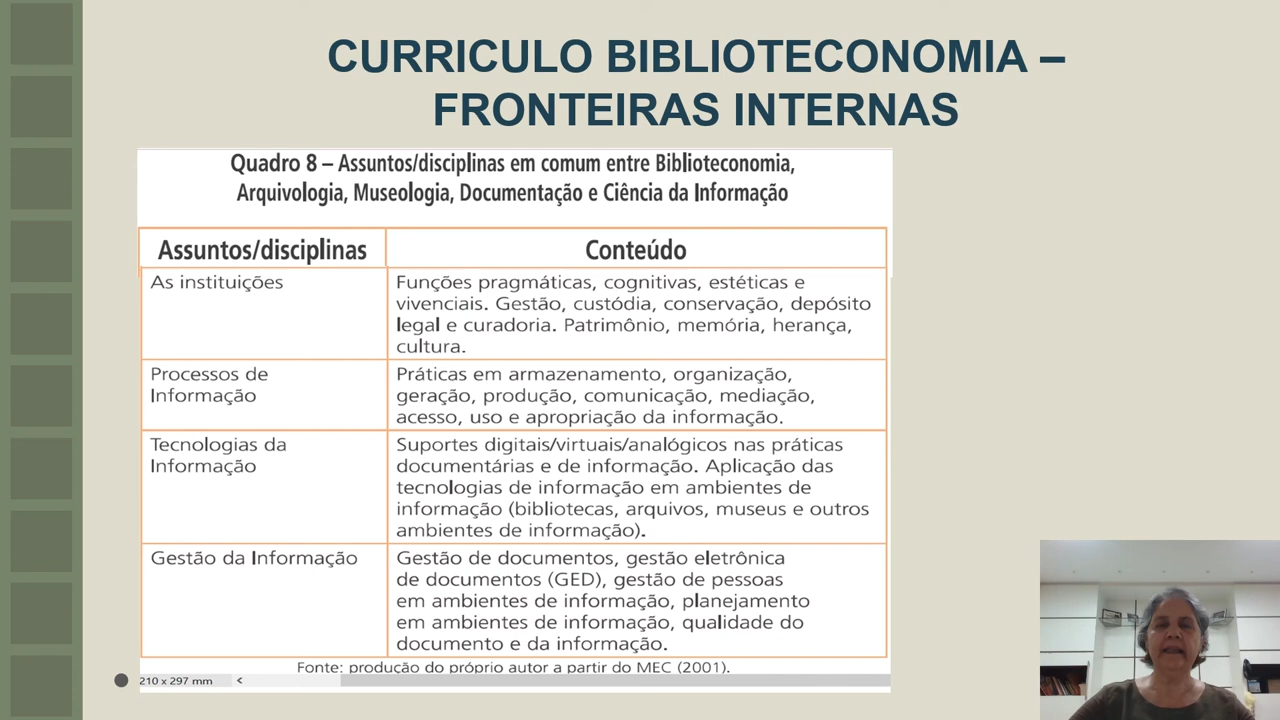 CURRICULO BIBLIOTECONOMIA –
FRONTEIRAS INTERNAS
Quadro 8 – Assuntos/disciplinas em comum entre Biblioteconomia,
Arquivologia, Museologia, Documentação e Ciência da Informação
Assuntos/disciplinas
Conteúdo
As instituições
Funções pragmáticas, cognitivas, estéticas e
vivenciais. Gestão, custódia, conservação, depósito
legal e curadoria. Patrimônio, memória, herança,
cultura.
Processos de
Informação
Práticas em armazenamento, organização,
geração, produção, comunicação, mediação,
acesso, uso e apropriação da informação.
Tecnologias da
Informação
Suportes digitais/virtuais/analógicos nas práticas
documentárias e de informação. Aplicação das
tecnologias de informação em ambientes de
informação (bibliotecas, arquivos, museus e outros
ambientes de informação).
Gestão da Informação
Gestão de documentos, gestão eletrônica
de documentos (GED), gestão de pessoas
em ambientes de informação, planejamento
em ambientes de informação, qualidade do
documento e da informação.
Fonte: produção do próprio autor a partir do MEC (2001).
210 x 297 mm <